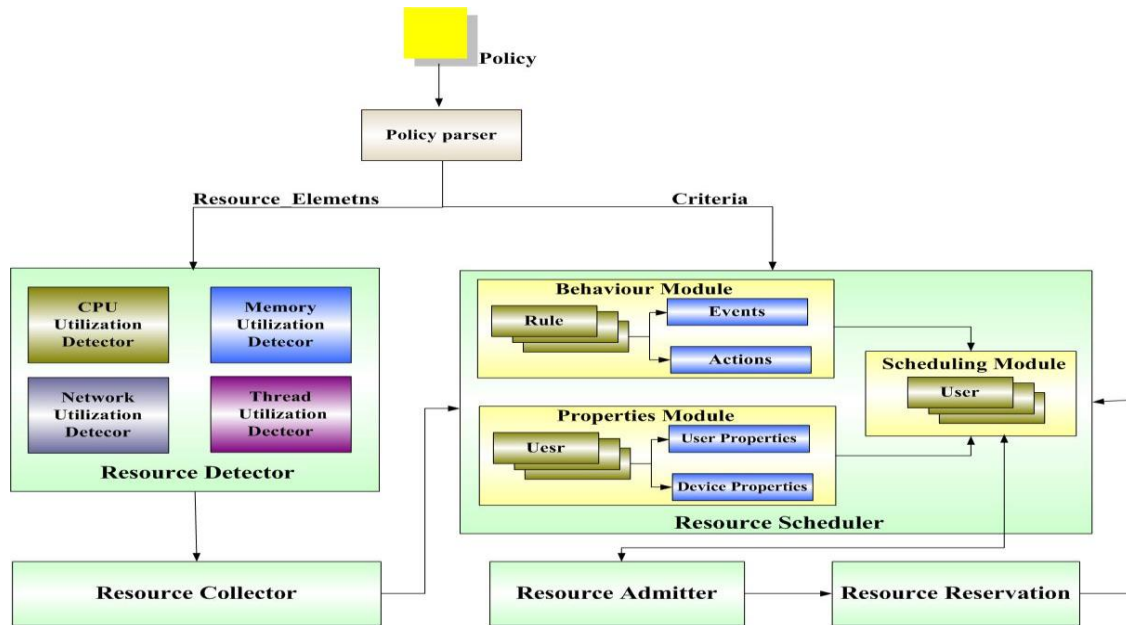 Policy
Policy parser
Resource_Elemetns
Criteria
CPU
Utilization
Detector
Memory
Utilization
Detecor
Network
Utilization
Detecor
Thread
Utilization
Decteor
Resource Detector
Behaviour Module
Rule
Events
Actions
Properties Module
Uesr
User Properties
Device Properties
Scheduling Module
User
Resource Scheduler
Resource Collector
Resource Admitter
Resource Reservation